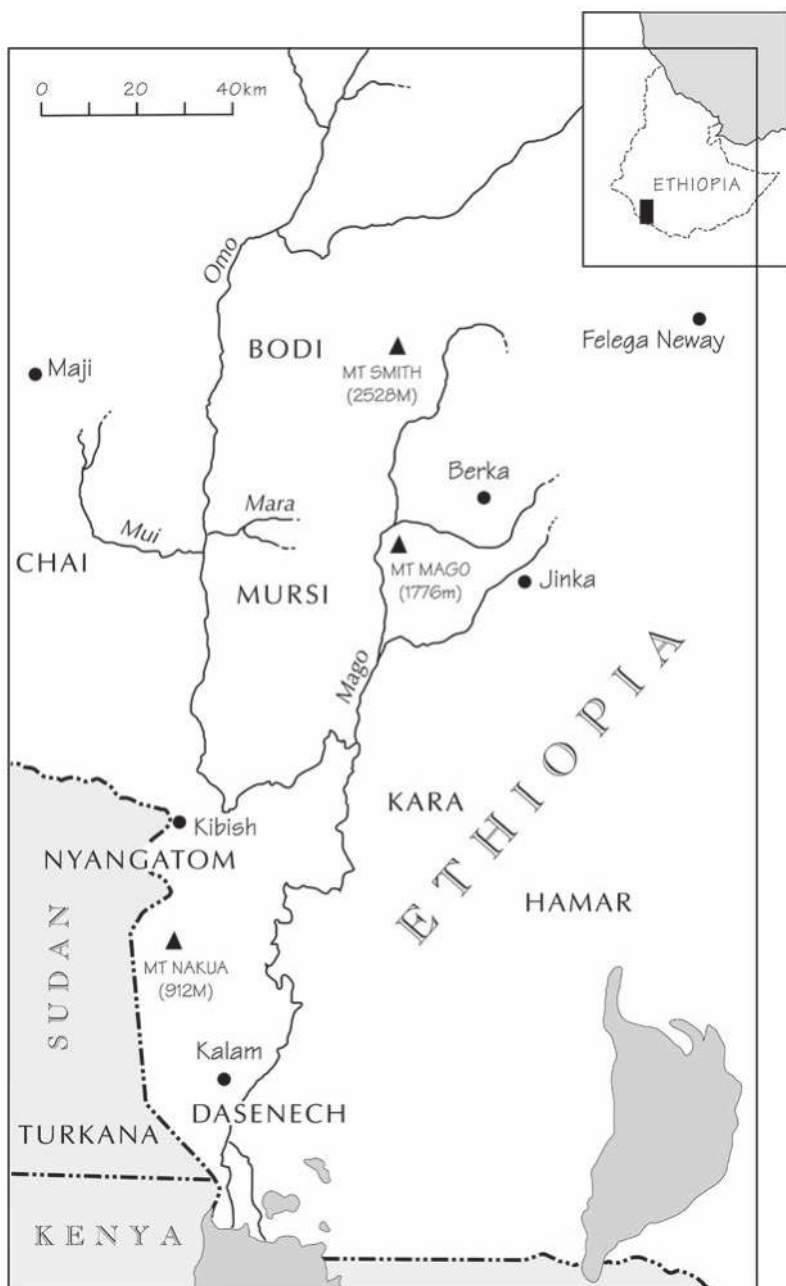 0 20 40km
ETHIOPIA
Omo
BODI
Felega Neway
Maji
MT SMITH
(2528M)
Berka
Mara
Mui
CHAI
MT MAGO
(1776m)
Jinka
MURSI
Mago
ETHIOPIA
KARA
Kibish
NYANGATOM
HAMAR
SUDAN
MT NAKUA
(912M)
Kalam
DASENECH
TURKANA
KENYA